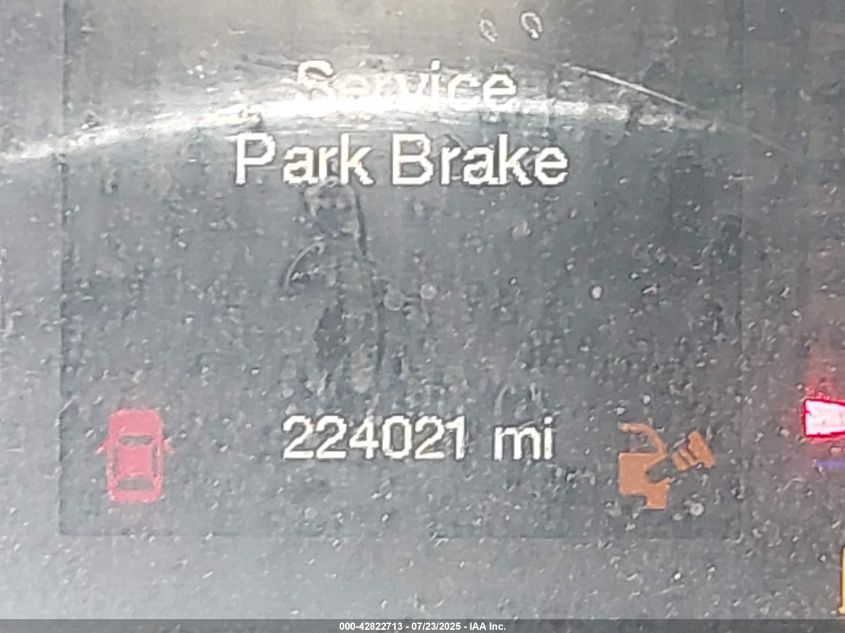 Service
Park Brake
224021 mi
000-42822713 - 07/23/2025 - IAA Inc.